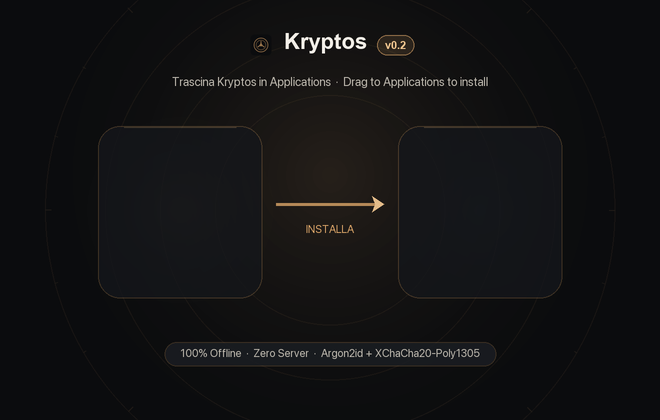 Kryptos v0.2
Trascina Kryptos in Applications · Drag to Applications to install
INSTALLA
100% Offline · Zero Server · Argon2id + XChaCha20-Poly1305